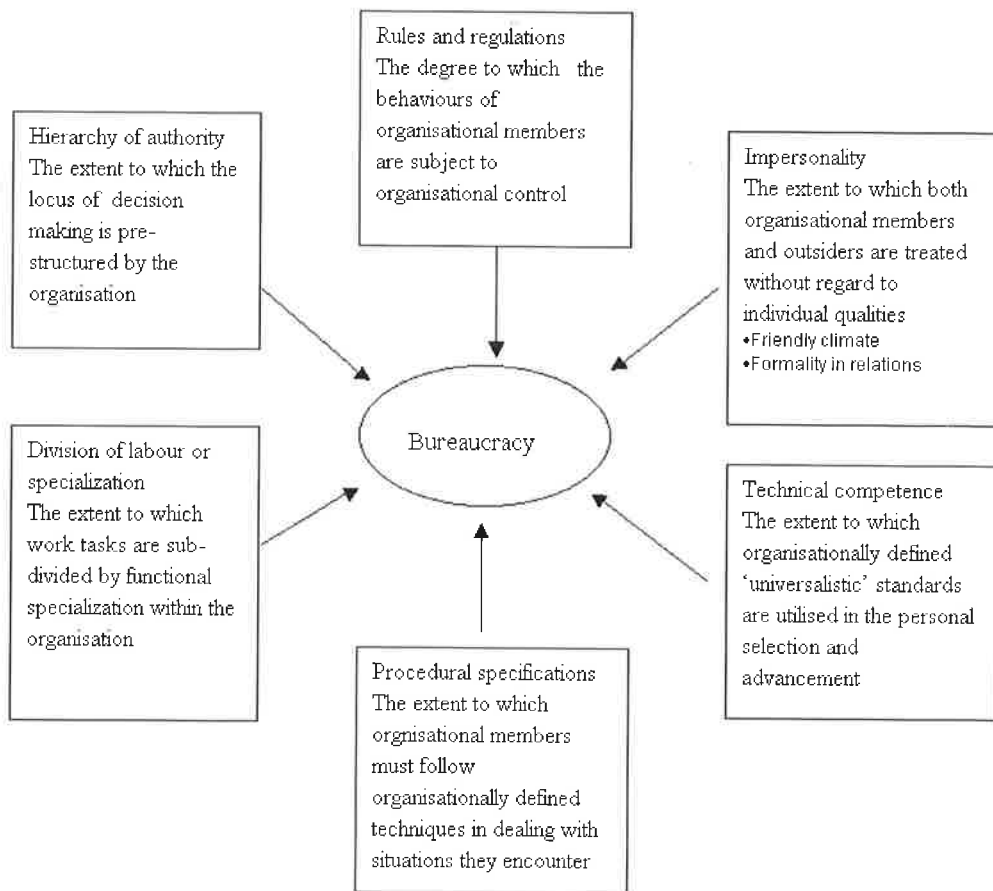 Rules and regulations
The degree to which the
behaviours of
organisational members
are subject to
organisational control
Hierarchy of authority
The extent to which the
locus of decision
making is pre-
structured by the
organisation
Impersonality
The extent to which both
organisational members
and outsiders are treated
without regard to
individual qualities
•Friendly climate
•Formality in relations
Bureaucracy
Division of labour or
specialization
The extent to which
work tasks are sub-
divided by functional
specialization within the
organisation
Technical competence
The extent to which
organisationally defined
‘universalistic’ standards
are utilised in the personal
selection and
advancement
Procedural specifications
The extent to which
orgnisational members
must follow
organisationally defined
techniques in dealing with
situations they encounter